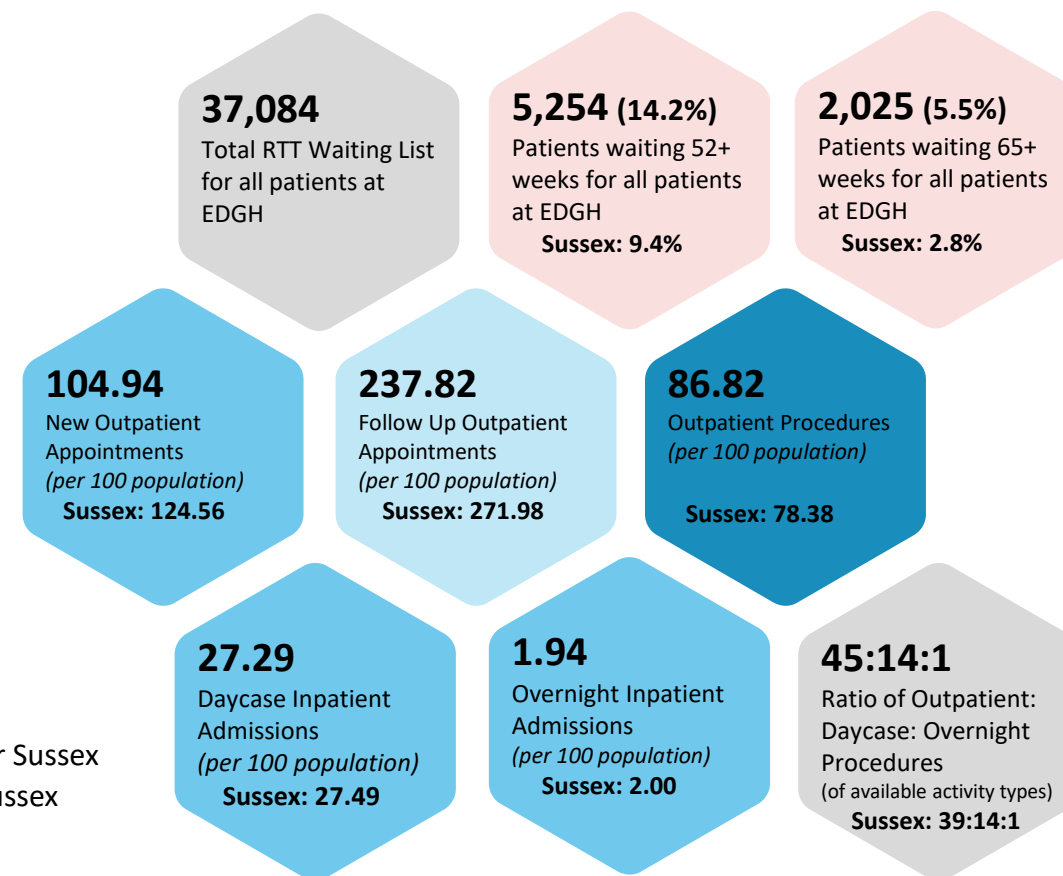 37,084
Total RTT Waiting List
for all patients at
EDGH
5,254 (14.2%)
Patients waiting 52+
weeks for all patients
at EDGH
Sussex: 9.4%
2,025 (5.5%)
Patients waiting 65+
weeks for all patients
at EDGH
Sussex: 2.8%
104.94
New Outpatient
Appointments
(per 100 population)
Sussex: 124.56
237.82
Follow Up Outpatient
Appointments
(per 100 population)
Sussex: 271.98
86.82
Outpatient Procedures
(per 100 population)
Sussex: 78.38
27.29
Daycase Inpatient
Admissions
(per 100 population)
Sussex: 27.49
1.94
Overnight Inpatient
Admissions
(per 100 population)
Sussex: 2.00
45:14:1
Ratio of Outpatient:
Daycase: Overnight
Procedures
(of available activity types)
Sussex: 39:14:1
Sussex